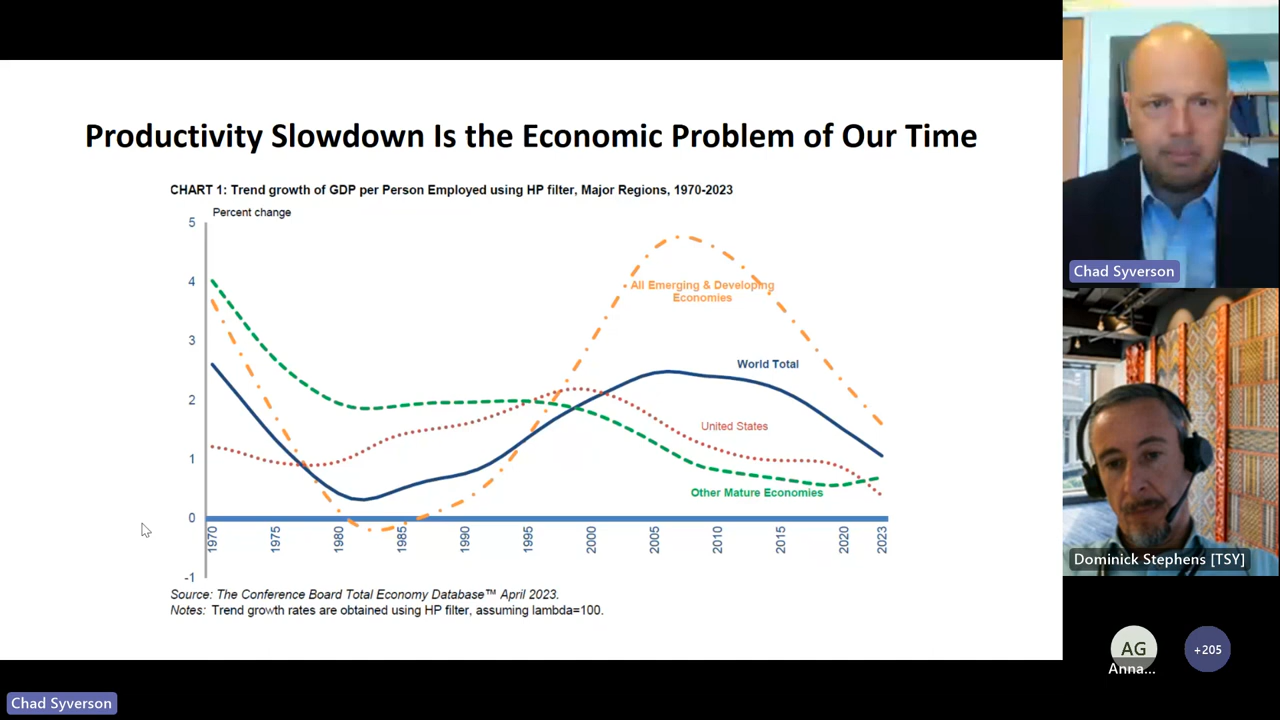 Productivity Slowdown Is the Economic Problem of Our Time
CHART 1: Trend growth of GDP per Person Employed using HP filter, Major Regions, 1970-2023
Percent change
5
4
3
2
1
0
-1
All Emerging & Developing
Economies
World Total
United States
Other Mature Economies
1970
1975
1980
1985
1990
1995
2000
2005
2010
2015
2020
2023
Source: The Conference Board Total Economy Database™ April 2023.
Notes: Trend growth rates are obtained using HP filter, assuming lambda=100.
Chad Syverson
Chad Syverson
Dominick Stephens [TSY]
AG
Anna...
+205